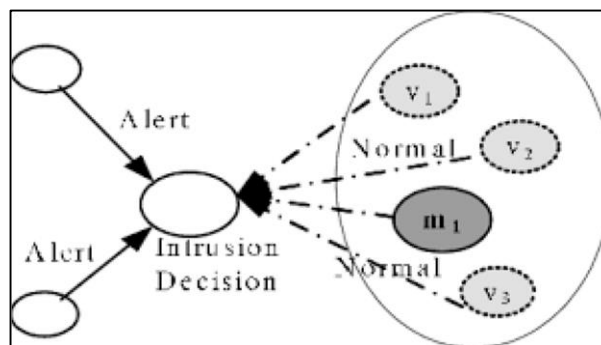 Alert
Alert
Intrusion
Decision
Normal
Normal
v₁
v₂
m₁
v₃